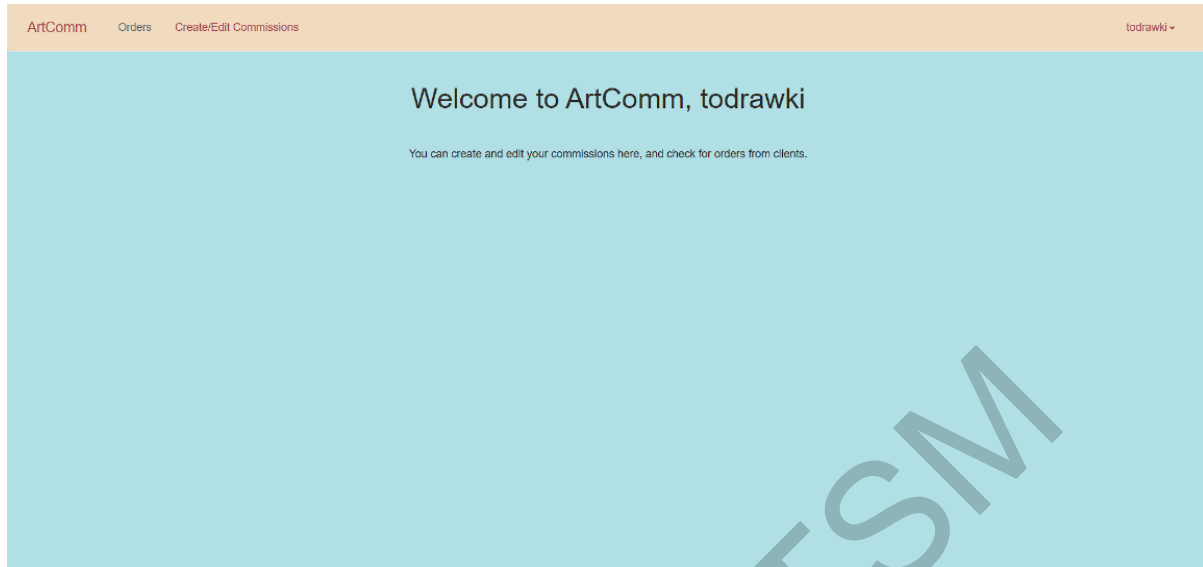 ArtComm Orders Create/Edit Commissions todrawki
Welcome to ArtComm, todrawki
You can create and edit your commissions here, and check for orders from clients.
TSM